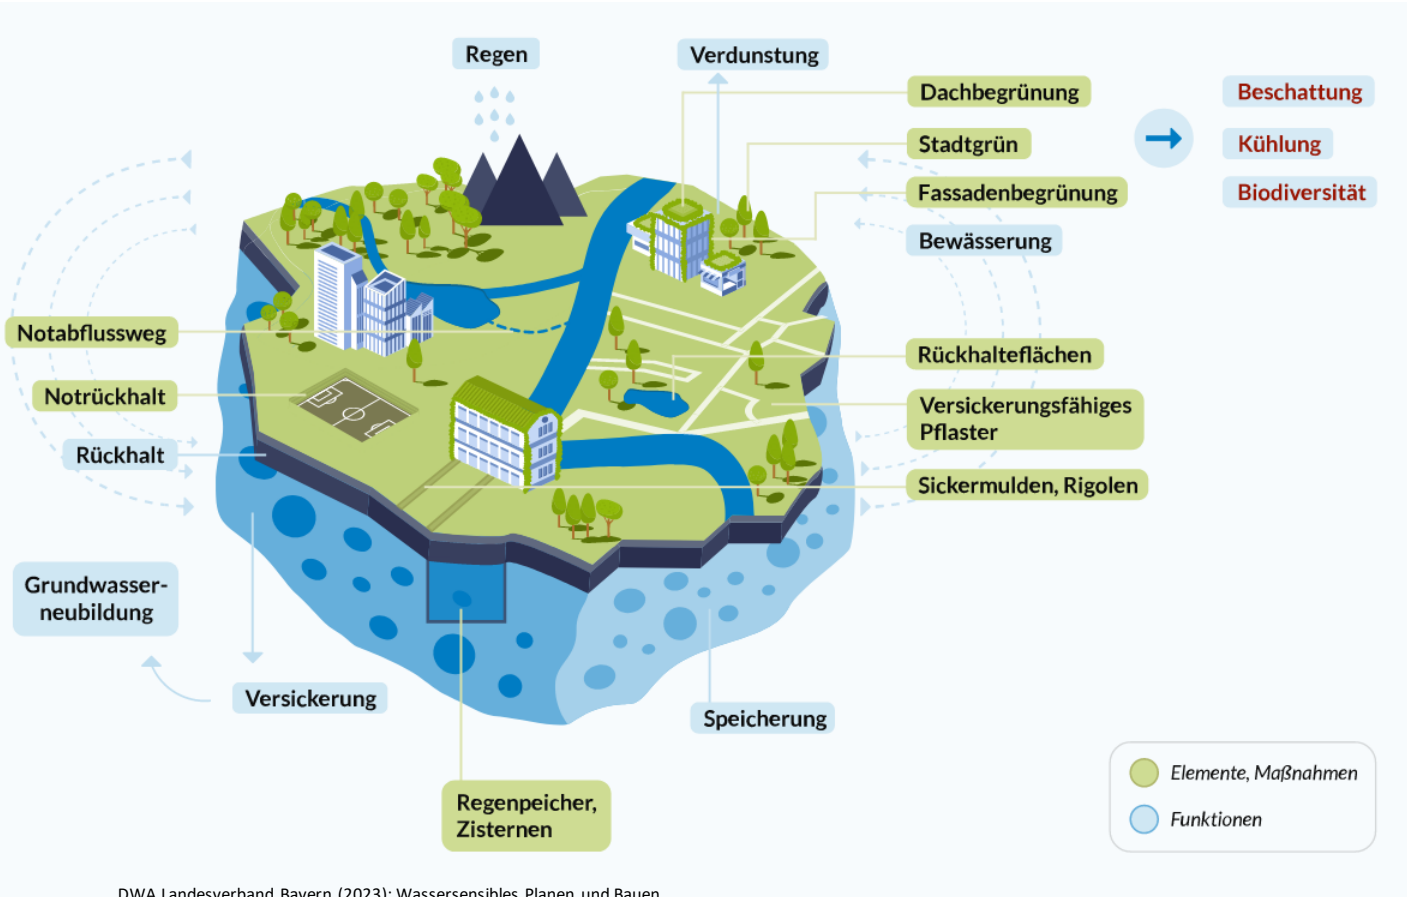 Regen
Verdunstung
Dachbegrünung
Stadtgrün
Fassadenbegrünung
Bewässerung
Beschattung
Kühlung
Biodiversität
Notabflussweg
Notrückhalt
Rückhalt
Rückhalteflächen
Versickerungsfähiges
Pflaster
Sickermulden, Rigolen
Grundwasser-
neubildung
Versickerung
Speicherung
Regenpeicher,
Zisternen
Elemente, Maßnahmen
Funktionen
DWA Landesverband Bayern (2023): Wassersensibles Planen und Bauen